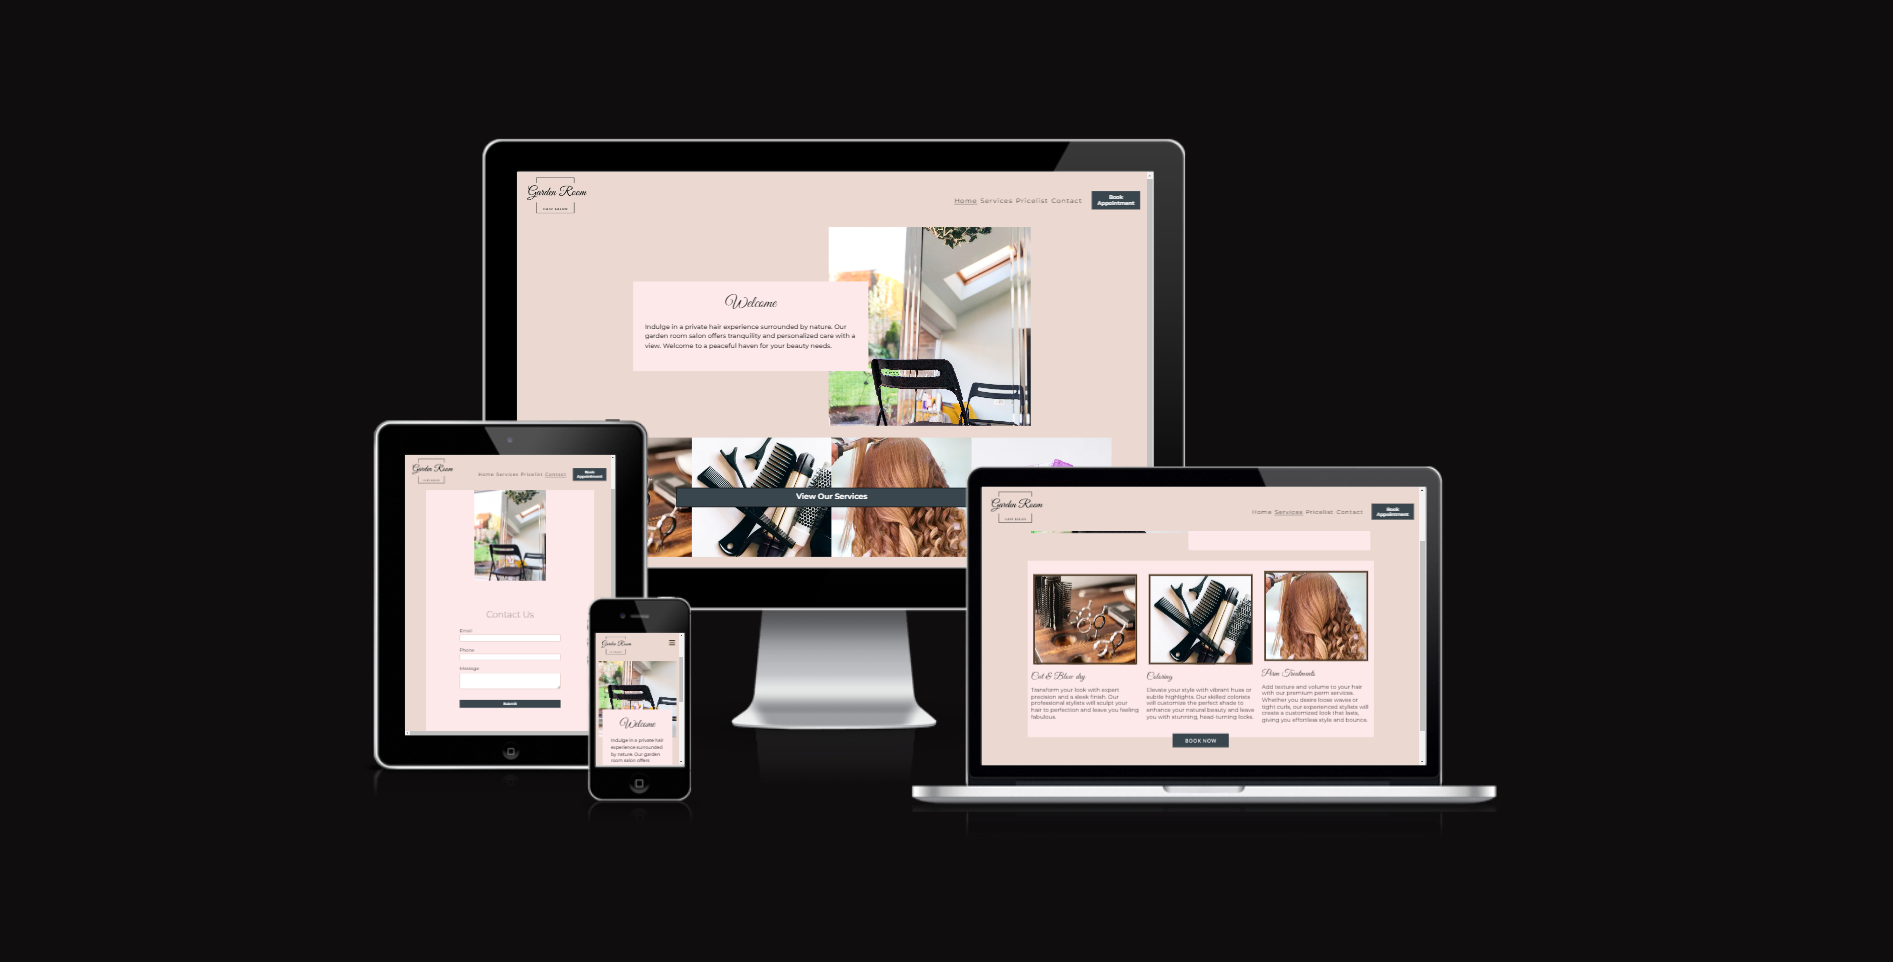 Garden Room
HAIR SALON
Home Services Pricelist Contact
Book
Appointment
Welcome
Indulge in a private hair experience surrounded by nature. Our
garden room salon offers tranquility and personalized care with a
view. Welcome to a peaceful haven for your beauty needs.
View Our Services
Garden Room
Home Services Pricelist Contact
Book
Appointment
Contact Us
Email
Phone
Message
Submit
Garden Room
Welcome
Indulge in a private hair
experience surrounded
by nature. Our garden
room salon offers
Garden Room
HAIR SALON
Home Services Pricelist Contact
Book
Appointment
Cut & Blow dry
Transform your look with expert
precision and a sleek finish. Our
professional stylists will sculpt your
hair to perfection and leave you feeling
fabulous.
Coloring
Elevate your style with vibrant hues or
subtle highlights. Our skilled colorists
will customize the perfect shade to
enhance your natural beauty and leave
you with stunning, head-turning locks.
Perm Treatments
Add texture and volume to your hair
with our premium perm services.
Whether you desire loose waves or
tight curls, our experienced stylists will
create a customized look that lasts,
giving you effortless style and bounce.
BOOK NOW